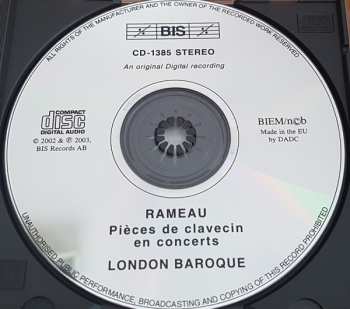 ALL RIGHTS OF THE MANUFACTURER AND THE OWNER OF THE RECORDED WORK RESERVED.
BIS
CD-1385 STEREO
An original Digital recording
COMPACT
disc
DIGITAL AUDIO
© 2002 & ℗ 2003,
BIS Records AB
BIEM/n©b
Made in the EU
by DADC
RAMEAU
Pièces de clavecin
en concerts
LONDON BAROQUE
UNAUTHORISED PUBLIC PERFORMANCE, BROADCASTING AND COPYING OF THIS RECORD PROHIBITED